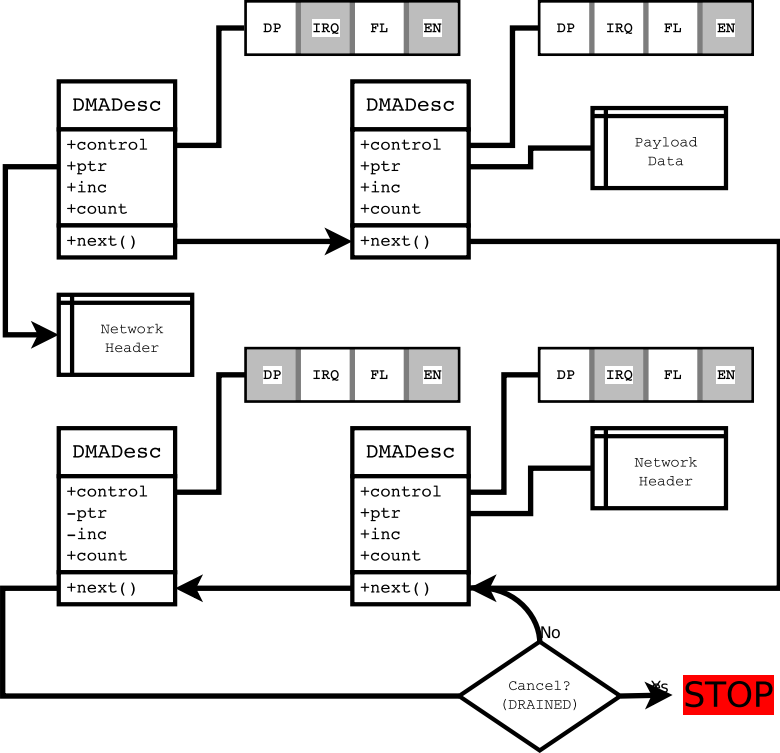 DP IRQ FL EN
DP IRQ FL EN
DMADesc
+control
+ptr
+inc
+count
+next()
DMADesc
+control
+ptr
+inc
+count
+next()
Payload
Data
Network
Header
DP IRQ FL EN
DP IRQ FL EN
DMADesc
+control
-ptr
-inc
+count
+next()
DMADesc
+control
+ptr
+inc
+count
+next()
Network
Header
No
Cancel?
(DRAINED)
STOP